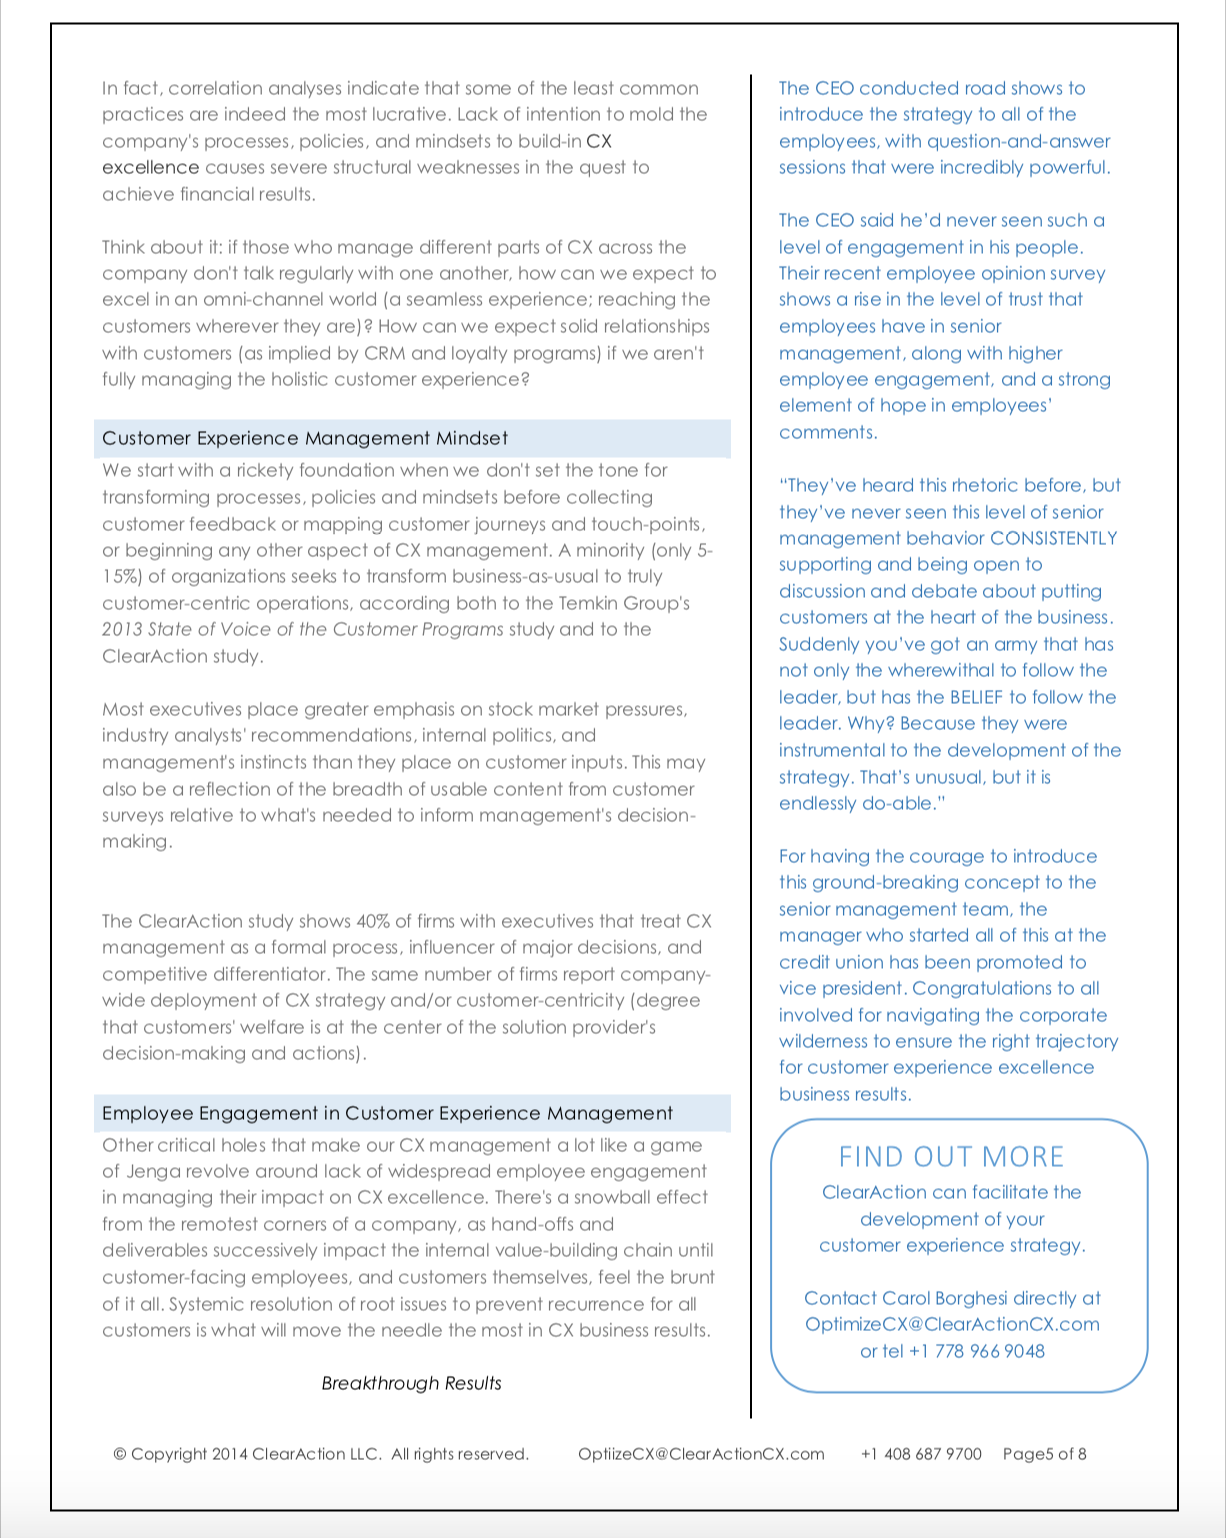 In fact, correlation analyses indicate that some of the least common
practices are indeed the most lucrative. Lack of intention to mold the
company's processes, policies, and mindsets to build-in CX
excellence causes severe structural weaknesses in the quest to
achieve financial results.
Think about it: if those who manage different parts of CX across the
company don't talk regularly with one another, how can we expect to
excel in an omni-channel world (a seamless experience; reaching the
customers wherever they are)? How can we expect solid relationships
with customers (as implied by CRM and loyalty programs) if we aren't
fully managing the holistic customer experience?
Customer Experience Management Mindset
We start with a rickety foundation when we don't set the tone for
transforming processes, policies and mindsets before collecting
customer feedback or mapping customer journeys and touch-points,
or beginning any other aspect of CX management. A minority (only 5-
15%) of organizations seeks to transform business-as-usual to truly
customer-centric operations, according both to the Temkin Group's
2013 State of Voice of the Customer Programs study and to the
ClearAction study.
Most executives place greater emphasis on stock market pressures,
industry analysts' recommendations, internal politics, and
management's instincts than they place on customer inputs. This may
also be a reflection of the breadth of usable content from customer
surveys relative to what's needed to inform management's decision-
making.
The ClearAction study shows 40% of firms with executives that treat CX
management as a formal process, influencer of major decisions, and
competitive differentiator. The same number of firms report company-
wide deployment of CX strategy and/or customer-centricity (degree
that customers' welfare is at the center of the solution provider's
decision-making and actions).
Employee Engagement in Customer Experience Management
Other critical holes that make our CX management a lot like a game
of Jenga revolve around lack of widespread employee engagement
in managing their impact on CX excellence. There's a snowball effect
from the remotest corners of a company, as hand-offs and
deliverables successively impact the internal value-building chain until
customer-facing employees, and customers themselves, feel the brunt
of it all. Systemic resolution of root issues to prevent recurrence for all
customers is what will move the needle the most in CX business results.
Breakthrough Results
The CEO conducted road shows to
introduce the strategy to all of the
employees, with question-and-answer
sessions that were incredibly powerful.
The CEO said he'd never seen such a
level of engagement in his people.
Their recent employee opinion survey
shows a rise in the level of trust that
employees have in senior
management, along with higher
employee engagement, and a strong
element of hope in employees'
comments.
“They've heard this rhetoric before, but
they've never seen this level of senior
management behavior CONSISTENTLY
supporting and being open to
discussion and debate about putting
customers at the heart of the business.
Suddenly you've got an army that has
not only the wherewithal to follow the
leader, but has the BELIEF to follow the
leader. Why? Because they were
instrumental to the development of the
strategy. That's unusual, but it is
endlessly do-able.”
For having the courage to introduce
this ground-breaking concept to the
senior management team, the
manager who started all of this at the
credit union has been promoted to
vice president. Congratulations to all
involved for navigating the corporate
wilderness to ensure the right trajectory
for customer experience excellence
business results.
FIND OUT MORE
ClearAction can facilitate the
development of your
customer experience strategy.
Contact Carol Borghesi directly at
OptimizeCX@ClearActionCX.com
or tel +1 778 966 9048
© Copyright 2014 ClearAction LLC. All rights reserved. OptiizeCX@ClearActionCX.com +1 408 687 9700 Page5 of 8